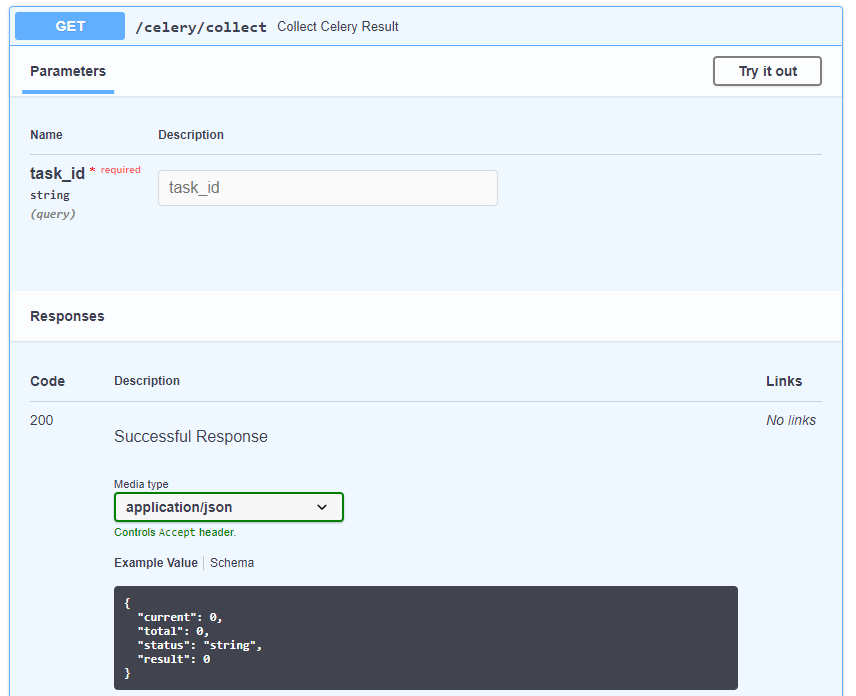 GET /celery/collect Collect Celery Result
Parameters
Try it out
Name Description
task_id * required
string
(query)
task_id
Responses
Code Description Links
200
Successful Response
No links
Media type
application/json
Controls Accept header.
Example Value Schema
{
  "current": 0,
  "total": 0,
  "status": "string",
  "result": 0
}